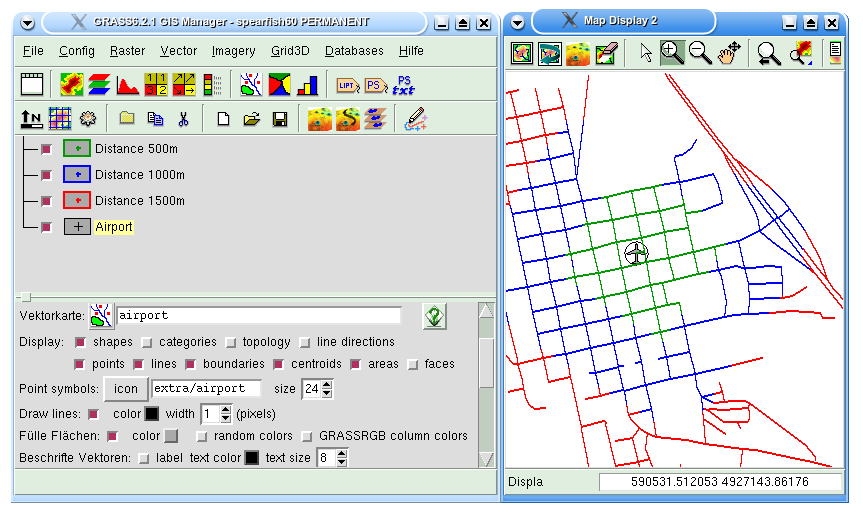 GRASS6.2.1 GIS Manager - spearfish60 PERMANENT
File Config Raster Vector Imagery Grid3D Databases Hilfe
LIPT PS PS txt
N
Distance 500m
Distance 1000m
Distance 1500m
Airport
Vektorkarte: airport
Display: shapes categories topology line directions
points lines boundaries centroids areas faces
Point symbols: icon extra/airport size 24
Draw lines: color width 1 (pixels)
Fülle Flächen: color random colors GRASSRGB column colors
Beschrifte Vektoren: label text color text size 8
Map Display 2
Displa 590531.512053 4927143.86176